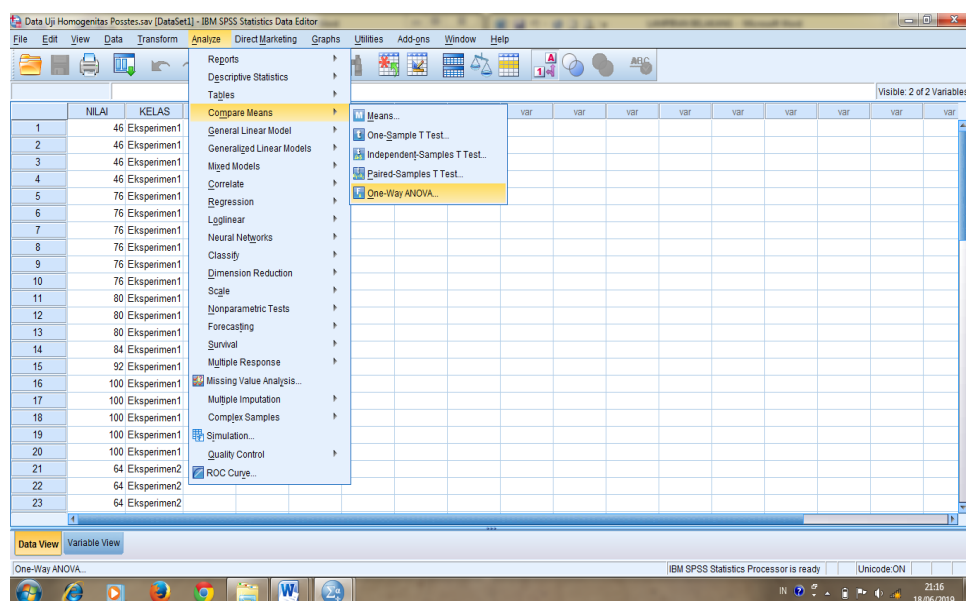 Data Uji Homogenitas Posstes.sav [DataSet1] - IBM SPSS Statistics Data Editor
File Edit View Data Transform Analyze Direct Marketing Graphs Utilities Add-ons Window Help
Visible: 2 of 2 Variables
NILAI KELAS var var var var var var var var
1 46 Eksperimen1
2 46 Eksperimen1
3 46 Eksperimen1
4 46 Eksperimen1
5 76 Eksperimen1
6 76 Eksperimen1
7 76 Eksperimen1
8 76 Eksperimen1
9 76 Eksperimen1
10 76 Eksperimen1
11 80 Eksperimen1
12 80 Eksperimen1
13 80 Eksperimen1
14 84 Eksperimen1
15 92 Eksperimen1
16 100 Eksperimen1
17 100 Eksperimen1
18 100 Eksperimen1
19 100 Eksperimen1
20 100 Eksperimen1
21 64 Eksperimen2
22 64 Eksperimen2
23 64 Eksperimen2
Reports
Descriptive Statistics
Tables
Compare Means
General Linear Model
Generalized Linear Models
Mixed Models
Correlate
Regression
Loglinear
Neural Networks
Classify
Dimension Reduction
Scale
Nonparametric Tests
Forecasting
Survival
Multiple Response
Missing Value Analysis...
Multiple Imputation
Complex Samples
Simulation...
Quality Control
ROC Curve...
Means...
One-Sample T Test...
Independent-Samples T Test...
Paired-Samples T Test...
One-Way ANOVA...
Data View Variable View
One-Way ANOVA... IBM SPSS Statistics Processor is ready Unicode:ON
IN 21:16
18/06/2019